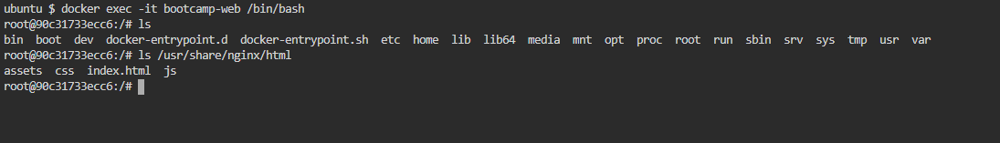 ubuntu $ docker exec -it bootcamp-web /bin/bash
root@90c31733ecc6:/# ls
bin  boot  dev  docker-entrypoint.d  docker-entrypoint.sh  etc  home  lib  lib64  media  mnt  opt  proc  root  run  sbin  srv  sys  tmp  usr  var
root@90c31733ecc6:/# ls /usr/share/nginx/html
assets  css  index.html  js
root@90c31733ecc6:/#